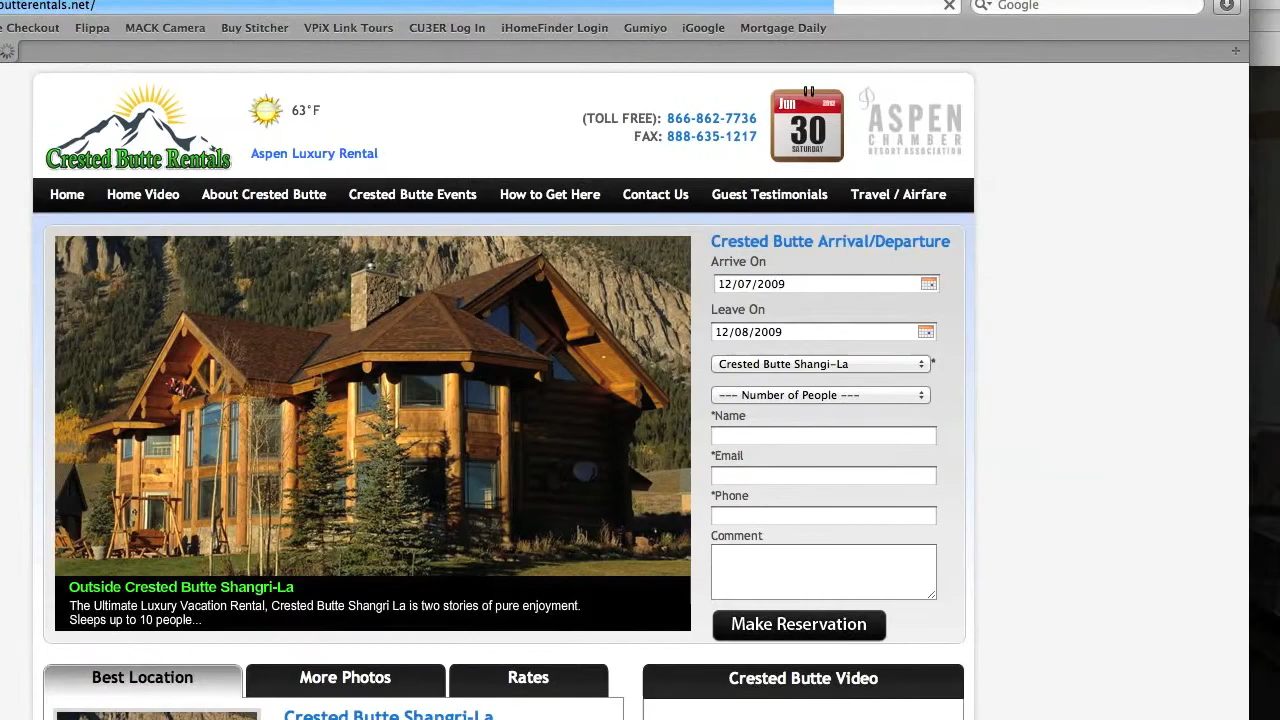 outterentals.net/
Google
e Checkout Flippa MACK Camera Buy Stitcher VPiX Link Tours CU3ER Log In iHomeFinder Login Gumiyo iGoogle Mortgage Daily
Crested Butte Rentals
63°F
Aspen Luxury Rental
(TOLL FREE): 866-862-7736
FAX: 888-635-1217
Jun 2012
30
SATURDAY
ASPEN
CHAMBER
RESORT ASSOCIATION
Home Home Video About Crested Butte Crested Butte Events How to Get Here Contact Us Guest Testimonials Travel / Airfare
Crested Butte Arrival/Departure
Arrive On
12/07/2009
Leave On
12/08/2009
Crested Butte Shangi-La *
--- Number of People ---
*Name
*Email
*Phone
Comment
Make Reservation
Outside Crested Butte Shangri-La
The Ultimate Luxury Vacation Rental, Crested Butte Shangri La is two stories of pure enjoyment.
Sleeps up to 10 people...
Best Location More Photos Rates
Crested Butte Video
Crested Butte Shangri-La